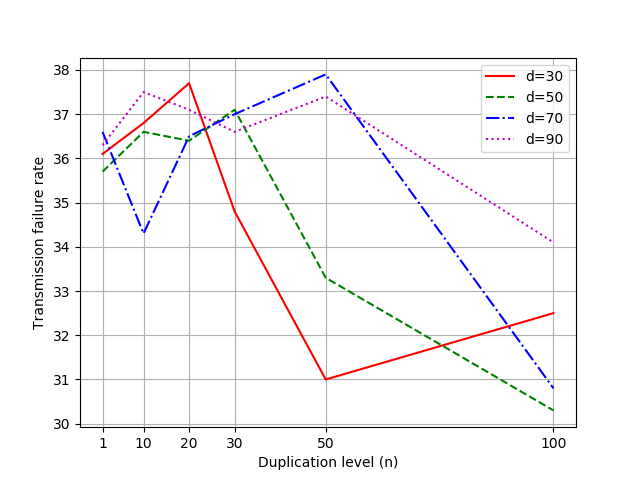 38
37
36
35
34
33
32
31
30
Transmission failure rate
1 10 20 30 50 100
Duplication level (n)
d=30
d=50
d=70
d=90